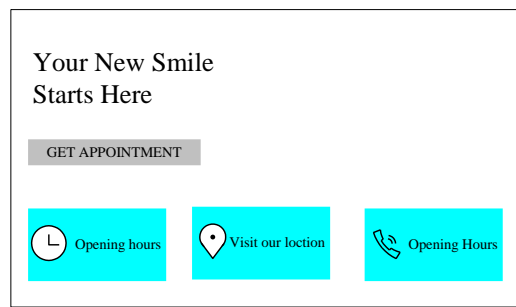 Your New Smile
Starts Here
GET APPOINTMENT
Opening hours
Visit our loction
Opening Hours